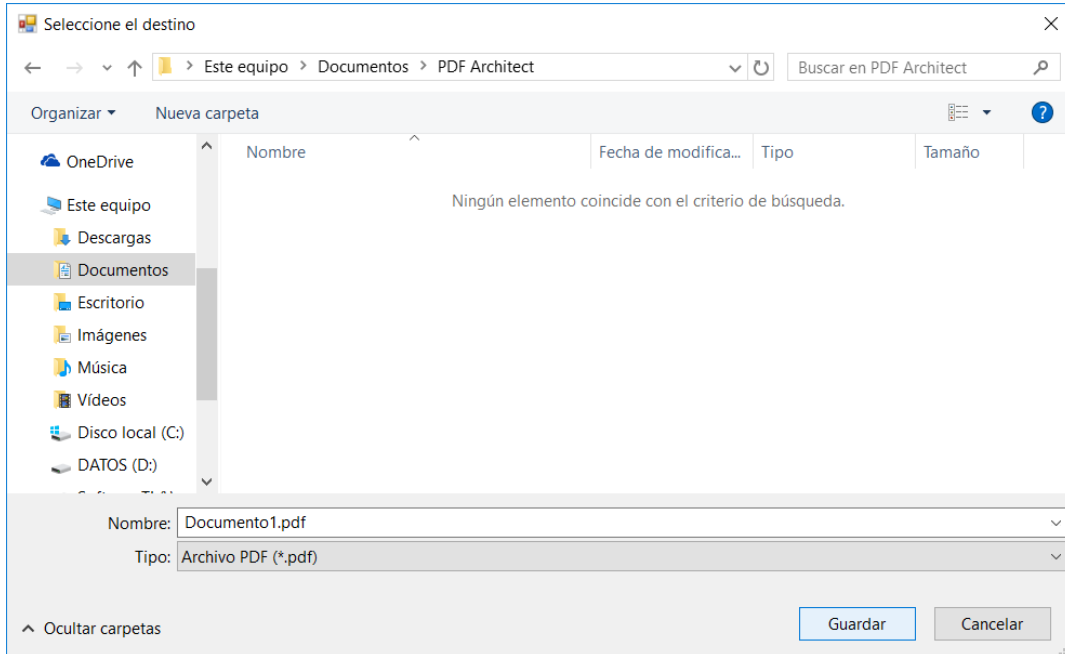 Seleccione el destino
Este equipo > Documentos > PDF Architect
Buscar en PDF Architect
Organizar Nueva carpeta
?
Nombre Fecha de modifica... Tipo Tamaño
Ningún elemento coincide con el criterio de búsqueda.
OneDrive
Este equipo
Descargas
Documentos
Escritorio
Imágenes
Música
Vídeos
Disco local (C:)
DATOS (D:)
Nombre: Documento1.pdf
Tipo: Archivo PDF (*.pdf)
Ocultar carpetas
Guardar Cancelar